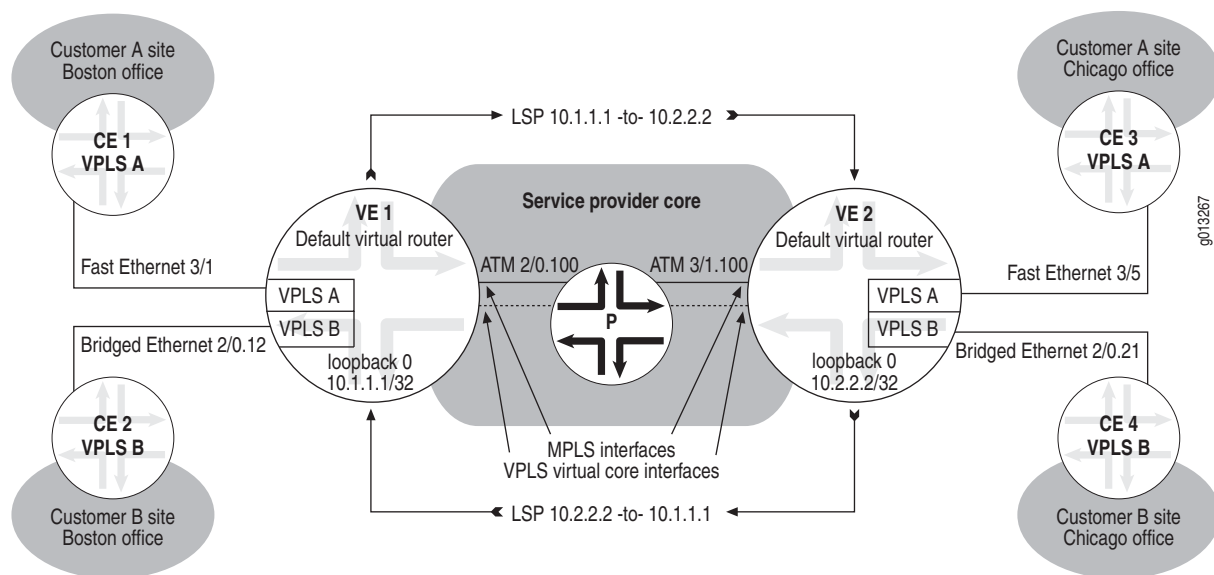 Customer A site
Boston office
CE 1
VPLS A
Customer A site
Chicago office
CE 3
VPLS A
g013267
LSP 10.1.1.1 -to- 10.2.2.2
Service provider core
VE 1
Default virtual router
VE 2
Default virtual router
Fast Ethernet 3/1
ATM 2/0.100
ATM 3/1.100
Fast Ethernet 3/5
VPLS A
VPLS B
P
VPLS A
VPLS B
Bridged Ethernet 2/0.12
loopback 0
10.1.1.1/32
loopback 0
10.2.2.2/32
Bridged Ethernet 2/0.21
CE 2
VPLS B
CE 4
VPLS B
MPLS interfaces
VPLS virtual core interfaces
LSP 10.2.2.2 -to- 10.1.1.1
Customer B site
Boston office
Customer B site
Chicago office